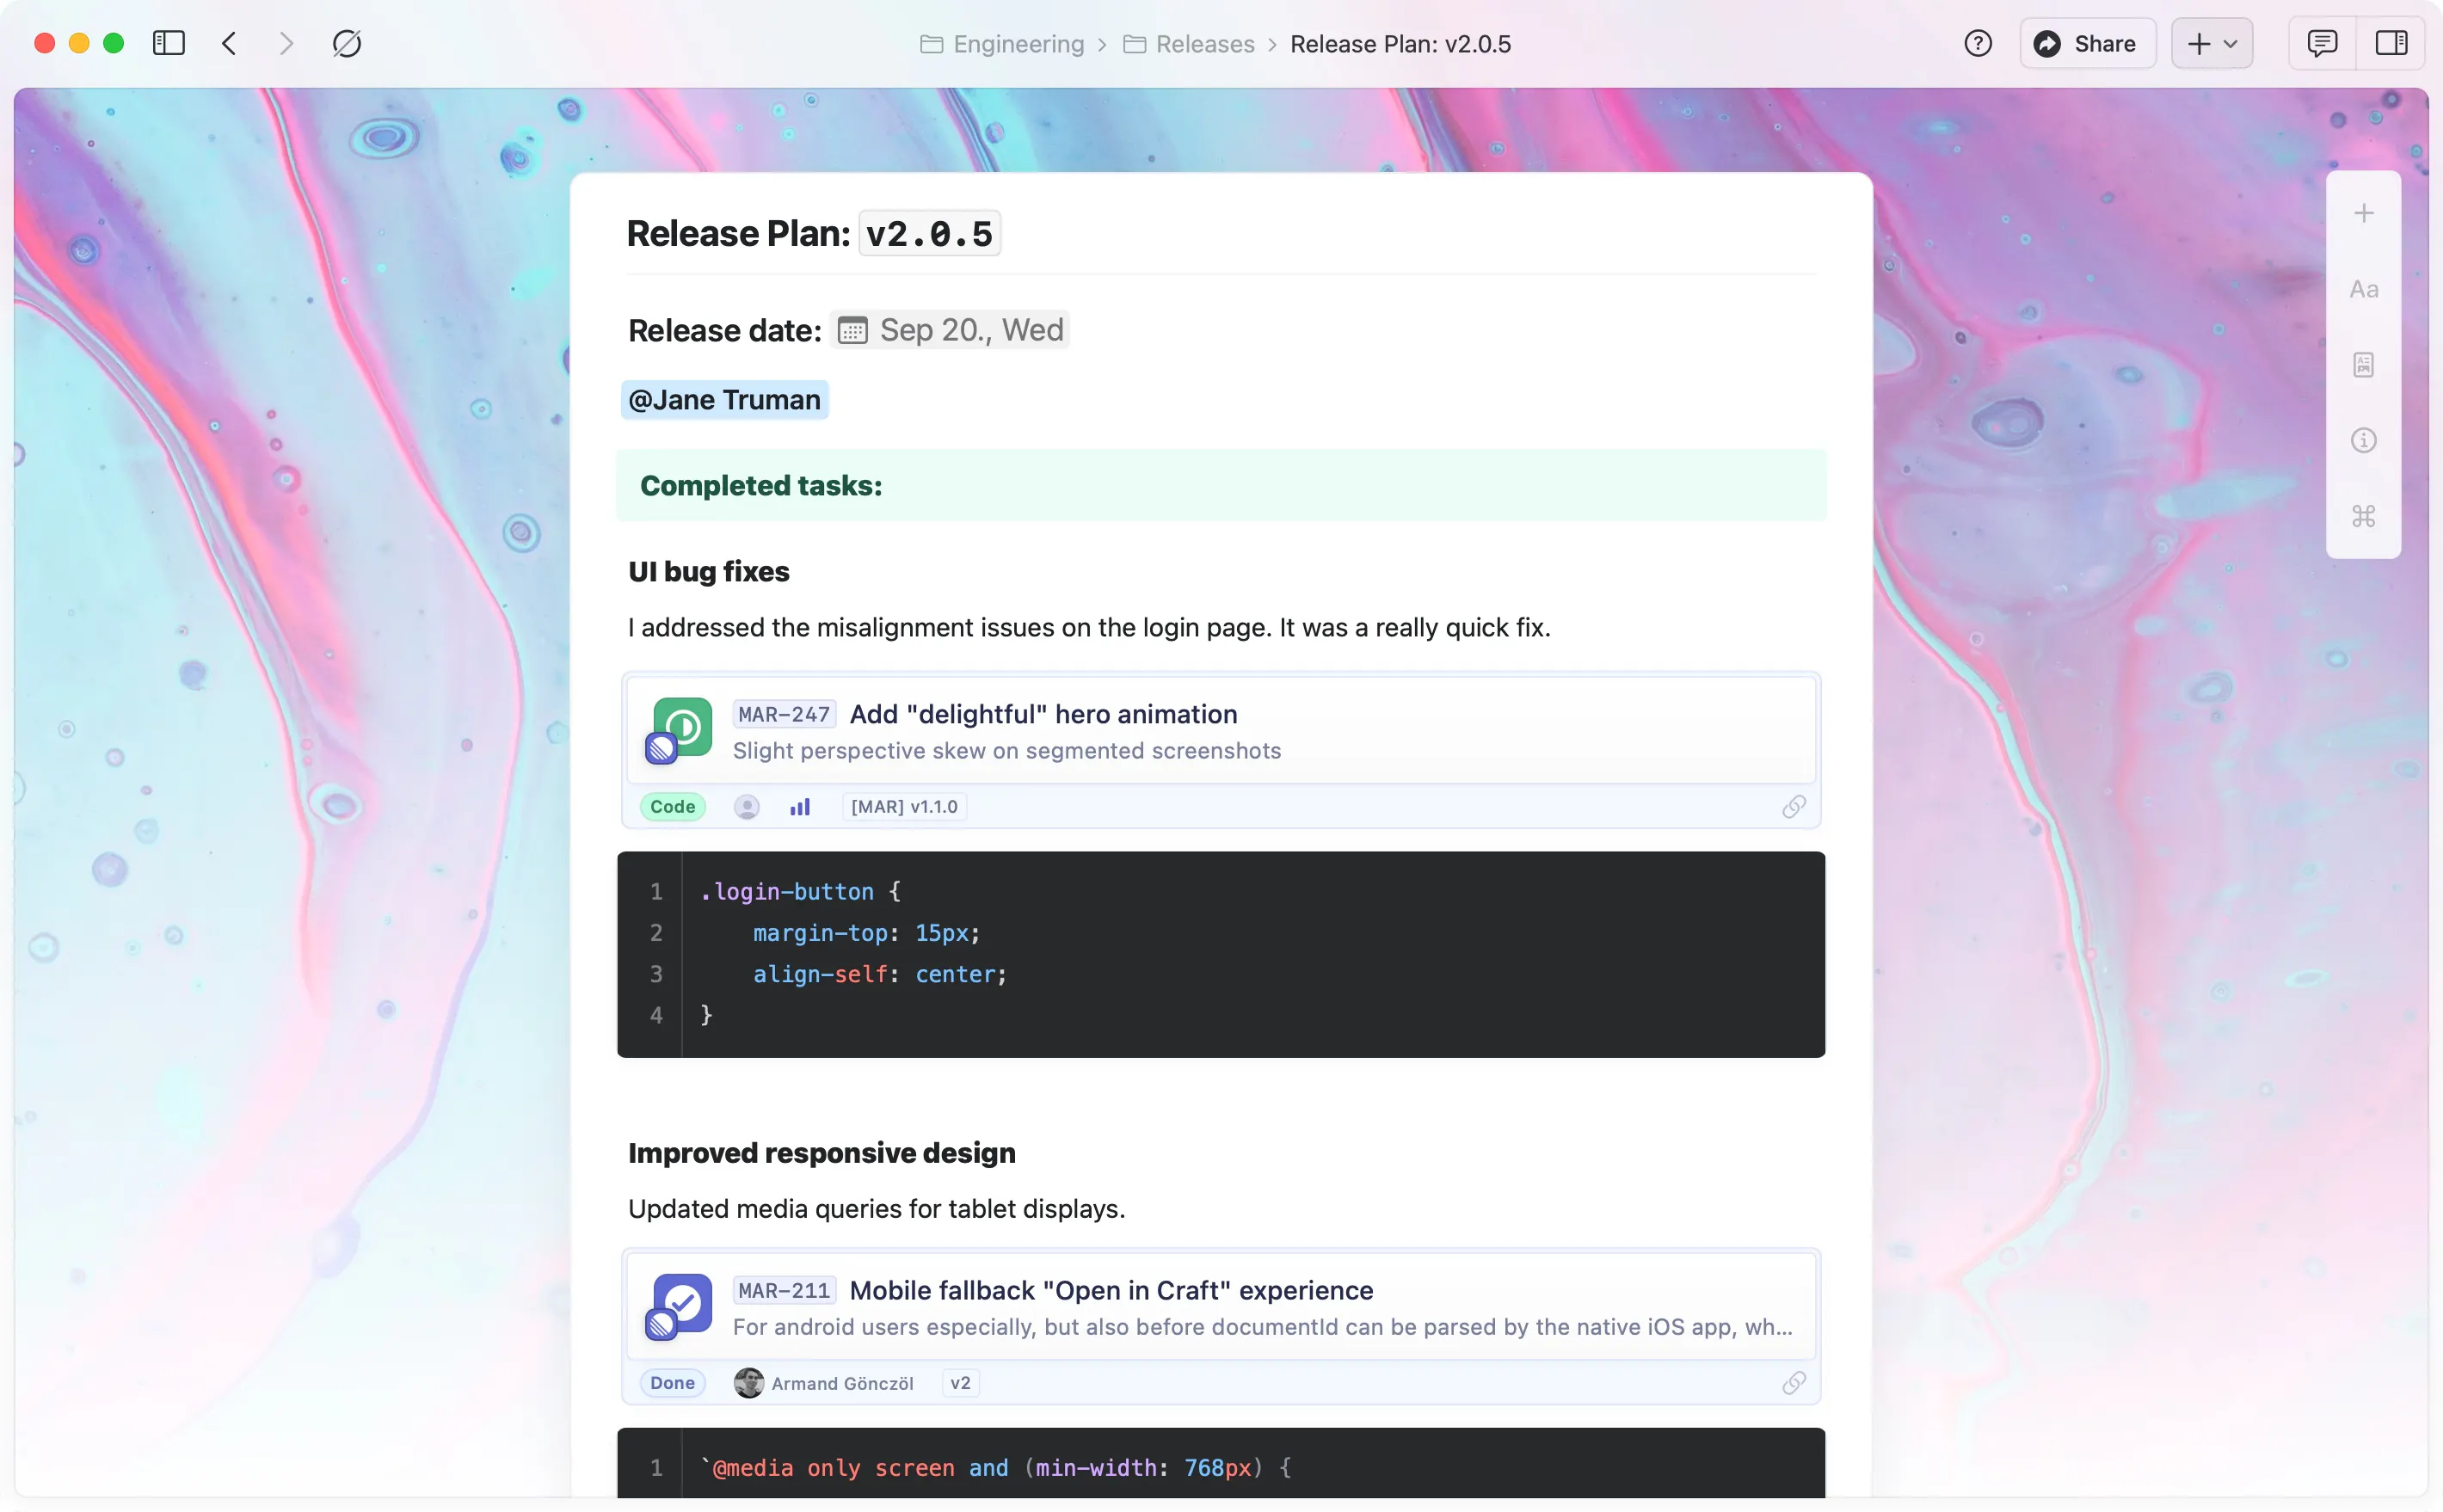 Engineering > Releases > Release Plan: v2.0.5
Share
Release Plan: v2.0.5
Release date: Sep 20., Wed
@Jane Truman
Aa
Completed tasks:
UI bug fixes
I addressed the misalignment issues on the login page. It was a really quick fix.
MAR-247 Add "delightful" hero animation
Slight perspective skew on segmented screenshots
Code [MAR] v1.1.0
1 .login-button {
2 margin-top: 15px;
3 align-self: center;
4 }
Improved responsive design
Updated media queries for tablet displays.
MAR-211 Mobile fallback "Open in Craft" experience
For android users especially, but also before documentId can be parsed by the native iOS app, wh...
Done Armand Gönczöl v2
1 `@media only screen and (min-width: 768px) {